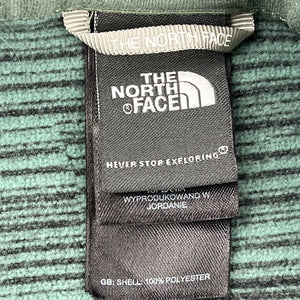 THE NORTH FACE
THE
NORTH
FACE
NEVER STOP EXPLORING
WYPRODUKOWANO W
JORDANIE
GB: SHELL: 100% POLYESTER